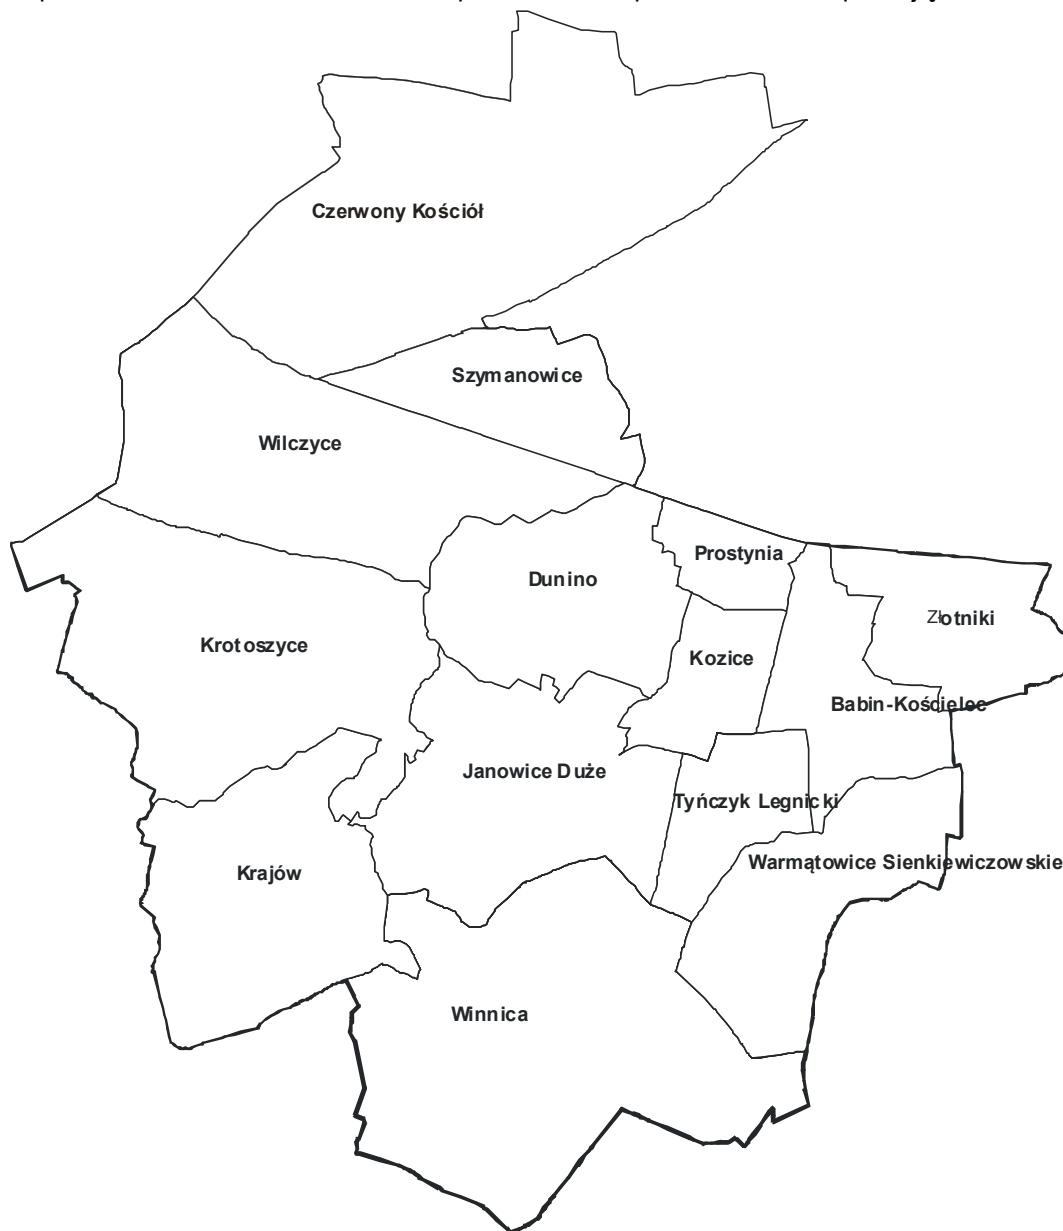 Czerwony Kościół
Szymanowice
Wilczyce
Prostynia
Dunino
Złotniki
Krotoszyce
Kozice
Babin-Kościelec
Janowice Duże
Tyńczyk Legnicki
Warmątowice Sienkiewiczowskie
Krajów
Winnica